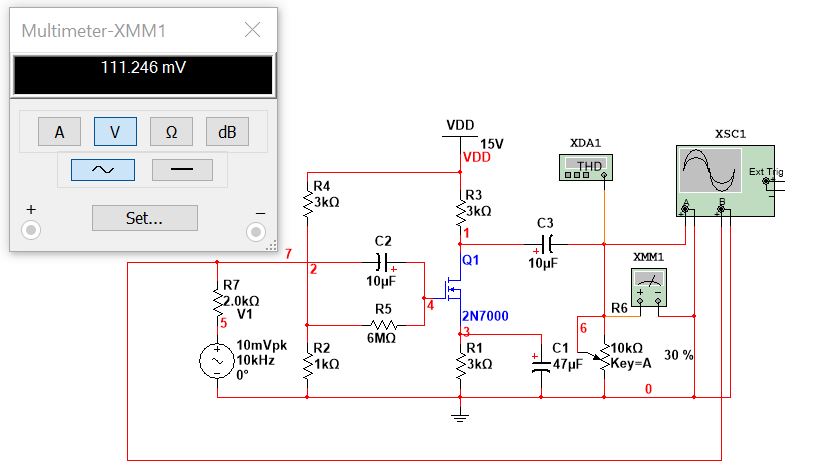 Multimeter-XMM1
111.246 mV
A
V
Ω
dB
+
Set...
–
VDD
15V
VDD
XDA1
THD
XSC1
Ext Trig
+
–
A
B
+
–
+
–
R4
3kΩ
R3
3kΩ
1
C3
+
10µF
XMM1
+
–
7
2
C2
+
10µF
Q1
R7
2.0kΩ
V1
5
R5
6MΩ
4
2N7000
3
R6
6
10mVpk
10kHz
0°
R2
1kΩ
R1
3kΩ
+
C1
47µF
10kΩ
Key=A
30 %
0